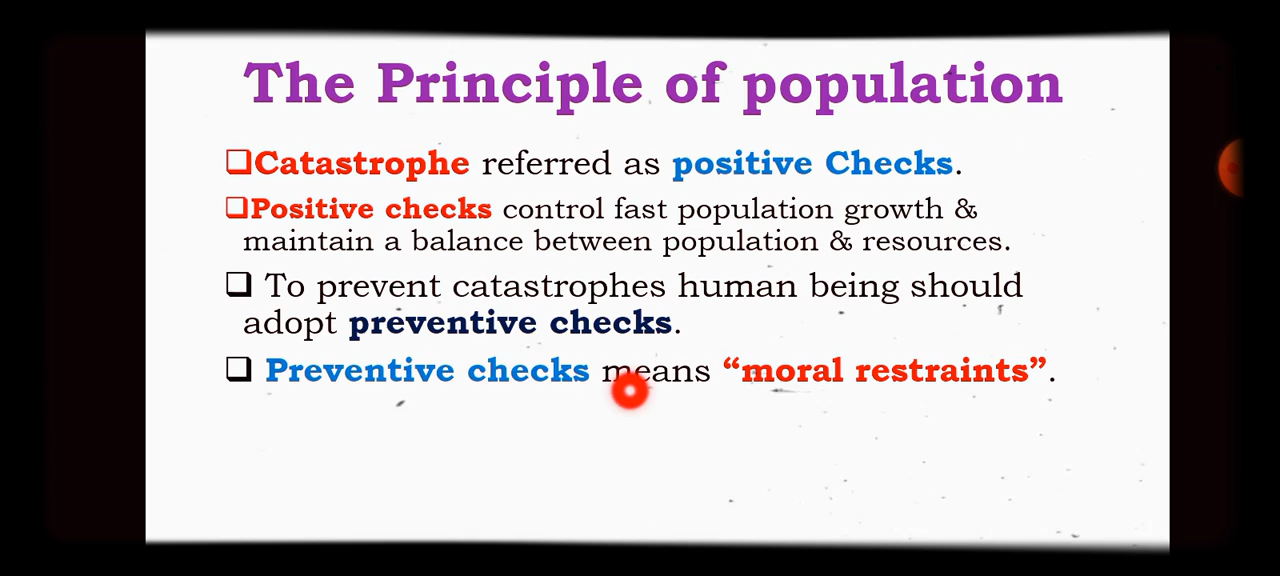 The Principle of population
❑Catastrophe referred as positive Checks.
❑Positive checks control fast population growth &
maintain a balance between population & resources.
❑ To prevent catastrophes human being should
adopt preventive checks.
❑ Preventive checks means “moral restraints”.